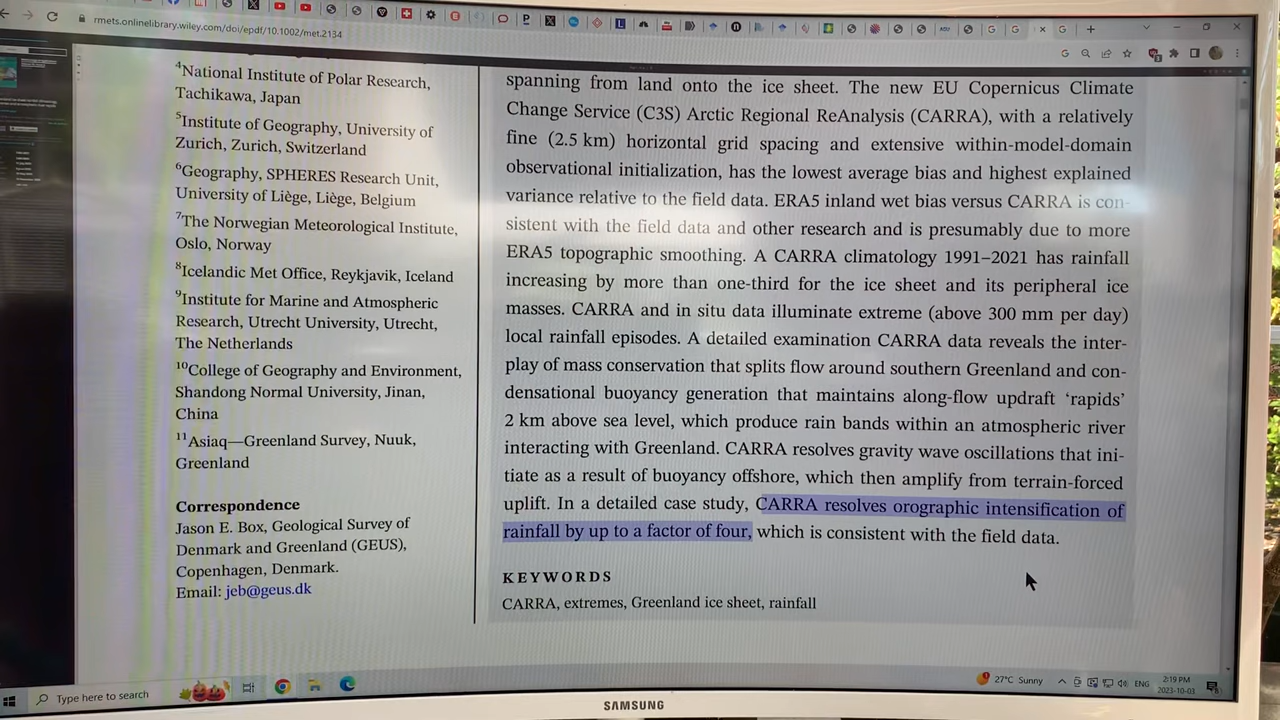 rmets.onlinelibrary.wiley.com/doi/epdf/10.1002/met.2134
⁴National Institute of Polar Research,
Tachikawa, Japan
⁵Institute of Geography, University of
Zurich, Zurich, Switzerland
⁶Geography, SPHERES Research Unit,
University of Liège, Liège, Belgium
⁷The Norwegian Meteorological Institute,
Oslo, Norway
⁸Icelandic Met Office, Reykjavik, Iceland
⁹Institute for Marine and Atmospheric
Research, Utrecht University, Utrecht,
The Netherlands
¹⁰College of Geography and Environment,
Shandong Normal University, Jinan,
China
¹¹Asiaq—Greenland Survey, Nuuk,
Greenland
Correspondence
Jason E. Box, Geological Survey of
Denmark and Greenland (GEUS),
Copenhagen, Denmark.
Email: jeb@geus.dk
spanning from land onto the ice sheet. The new EU Copernicus Climate
Change Service (C3S) Arctic Regional ReAnalysis (CARRA), with a relatively
fine (2.5 km) horizontal grid spacing and extensive within-model-domain
observational initialization, has the lowest average bias and highest explained
variance relative to the field data. ERA5 inland wet bias versus CARRA is con-
sistent with the field data and other research and is presumably due to more
ERA5 topographic smoothing. A CARRA climatology 1991–2021 has rainfall
increasing by more than one-third for the ice sheet and its peripheral ice
masses. CARRA and in situ data illuminate extreme (above 300 mm per day)
local rainfall episodes. A detailed examination CARRA data reveals the inter-
play of mass conservation that splits flow around southern Greenland and con-
densational buoyancy generation that maintains along-flow updraft ‘rapids’
2 km above sea level, which produce rain bands within an atmospheric river
interacting with Greenland. CARRA resolves gravity wave oscillations that ini-
tiate as a result of buoyancy offshore, which then amplify from terrain-forced
uplift. In a detailed case study, CARRA resolves orographic intensification of
rainfall by up to a factor of four, which is consistent with the field data.
KEYWORDS
CARRA, extremes, Greenland ice sheet, rainfall
Type here to search
27°C Sunny
ENG
2:19 PM
2023-10-03
SAMSUNG